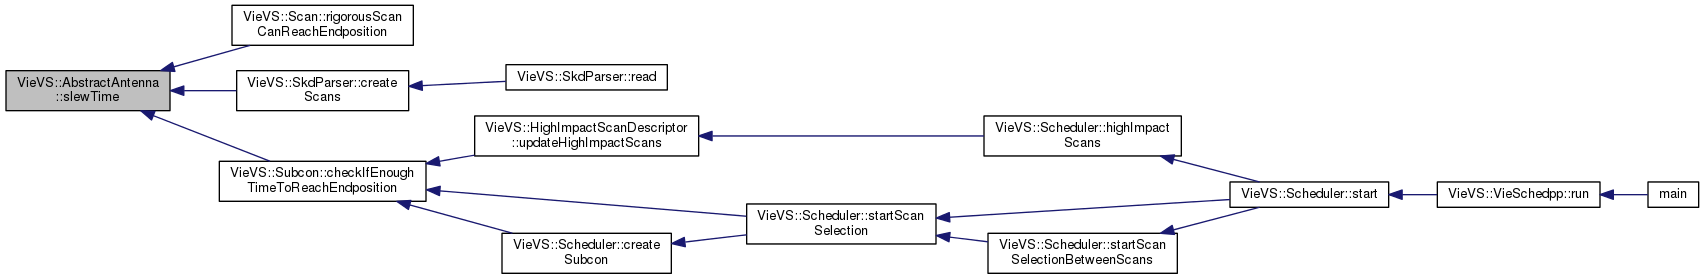 VieVS::Scan::rigorousScan
CanReachEndposition
VieVS::AbstractAntenna
::slewTime
VieVS::SkdParser::create
Scans
VieVS::SkdParser::read
VieVS::HighImpactScanDescriptor
::updateHighImpactScans
VieVS::Scheduler::highImpact
Scans
VieVS::Subcon::checkIfEnough
TimeToReachEndposition
VieVS::Scheduler::start
VieVS::VieSchedpp::run
main
VieVS::Scheduler::startScan
Selection
VieVS::Scheduler::create
Subcon
VieVS::Scheduler::startScan
SelectionBetweenScans